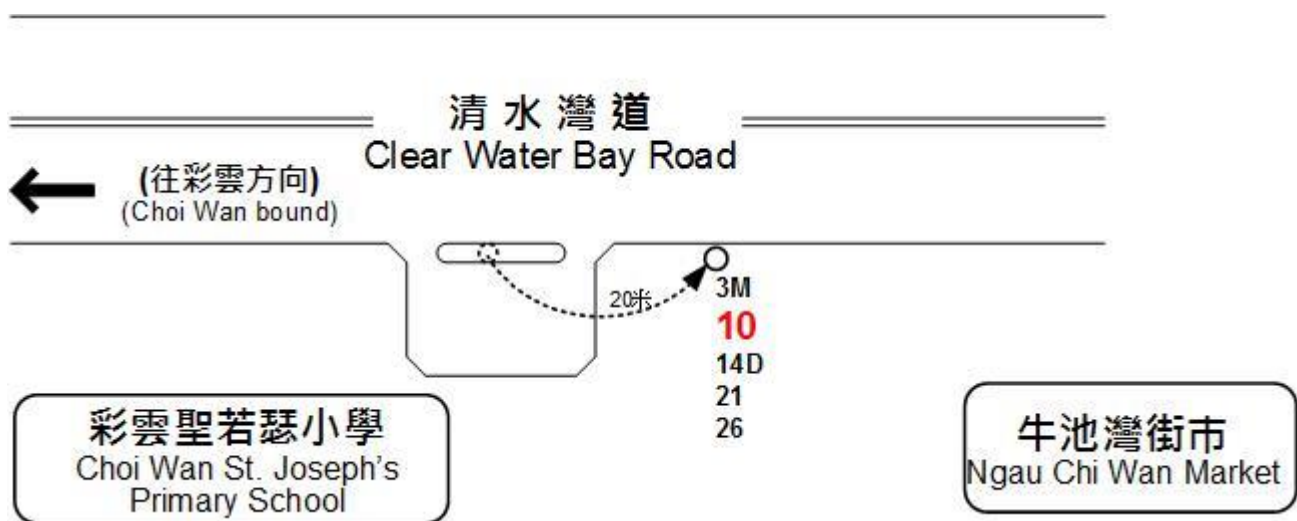 清水灣道
Clear Water Bay Road
(往彩雲方向)
(Choi Wan bound)
20米
3M
10
14D
21
26
彩雲聖若瑟小學
Choi Wan St. Joseph's
Primary School
牛池灣街市
Ngau Chi Wan Market